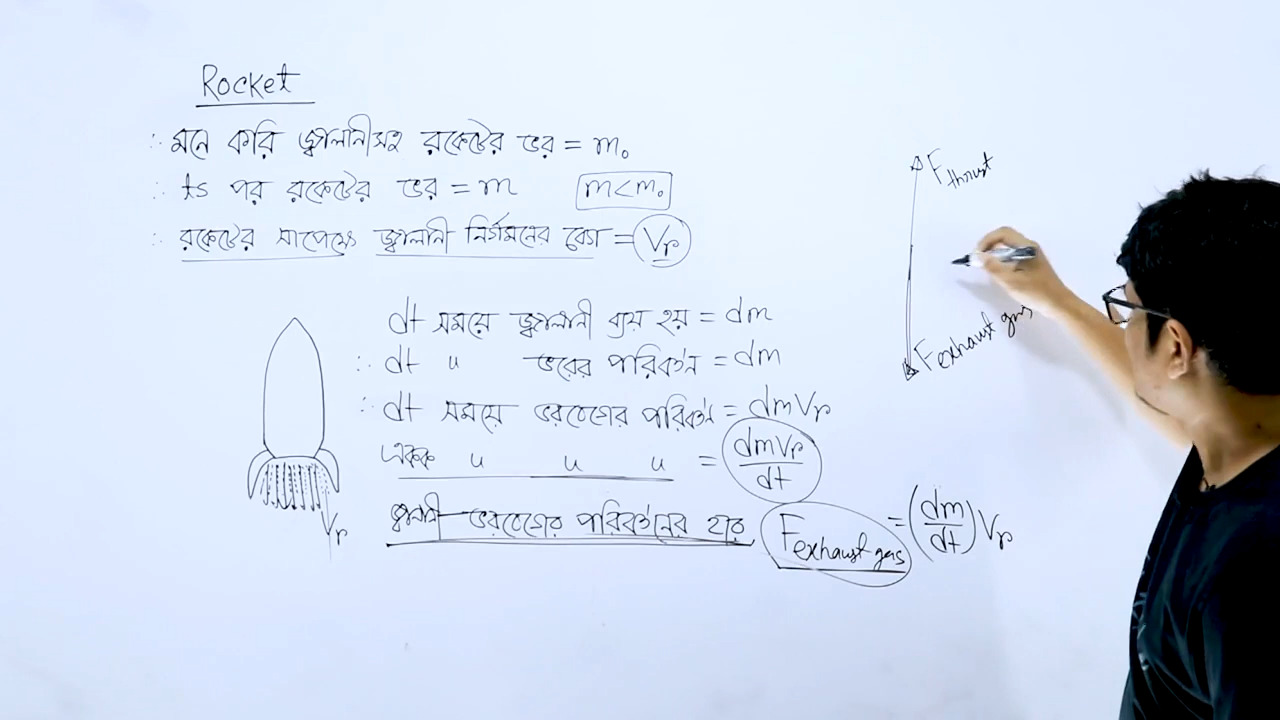 Rocket
∴ মনে করি জ্বালানীসহ রকেটের ভর = m₀
∴ ts পর রকেটের ভর = m m<m₀
∴ রকেটের সাপেক্ষে জ্বালানী নির্গমনের বেগ = Vr
dt সময়ে জ্বালানী ব্যয় হয় = dm
∴ dt u ভরের পরিবর্তন = dm
∴ dt সময়ে ভরবেগের পরিবর্তন = dmVr
একক u u u = dmVr/dt
জ্বালানী ভরবেগের পরিবর্তনের হার F exhaust gas = (dm/dt) Vr
Vr
F thrust
F exhaust gas